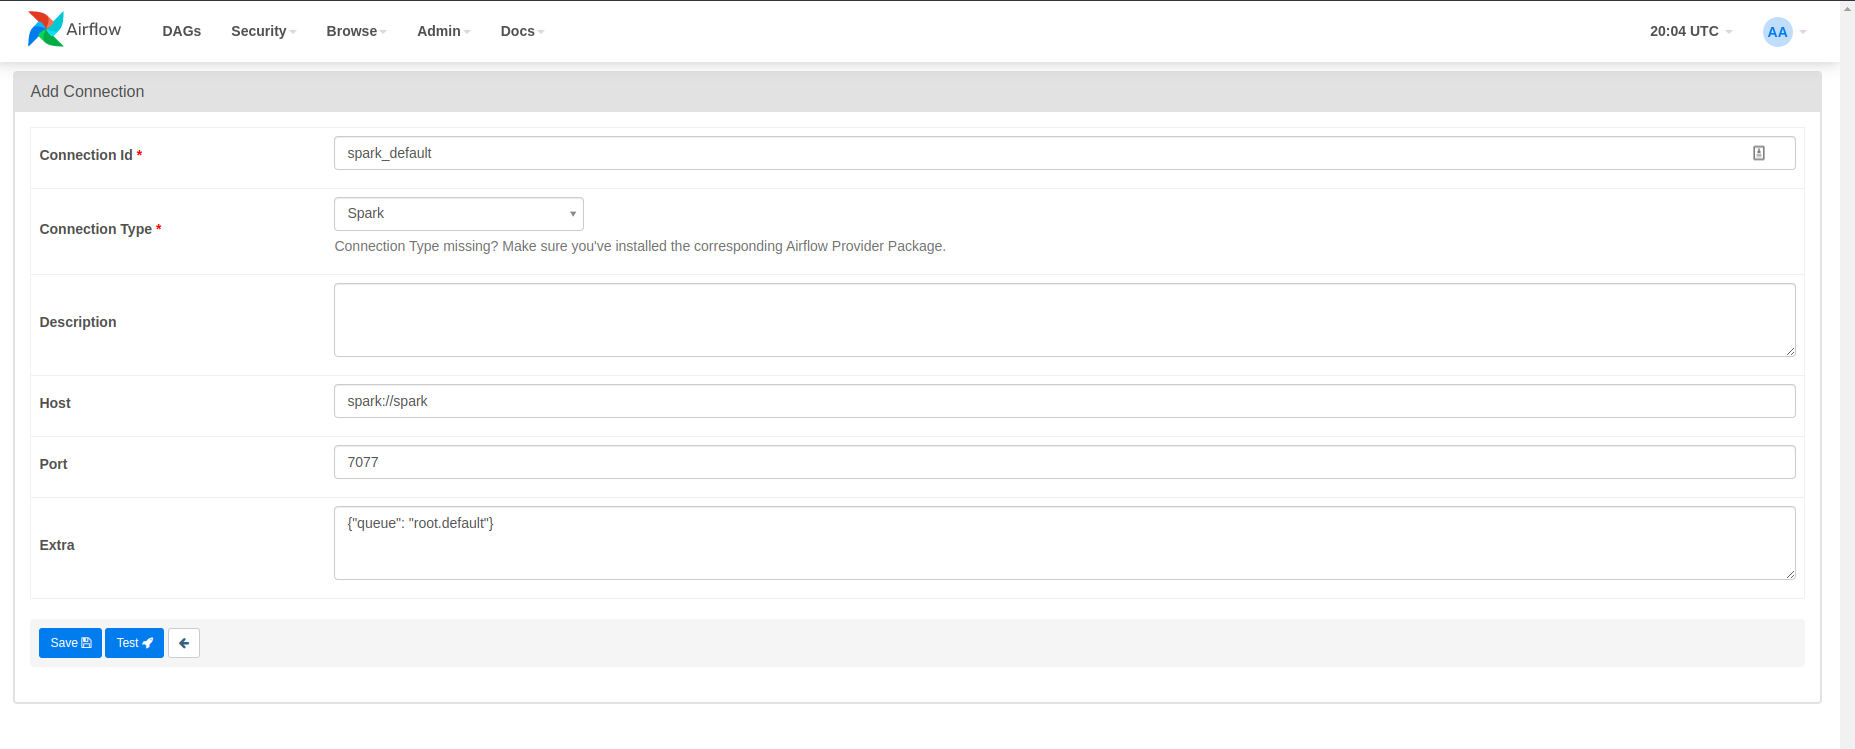 Airflow DAGs Security Browse Admin Docs 20:04 UTC AA
Add Connection
Connection Id * spark_default
Connection Type * Spark
Connection Type missing? Make sure you've installed the corresponding Airflow Provider Package.
Description
Host spark://spark
Port 7077
Extra {"queue": "root.default"}
Save Test